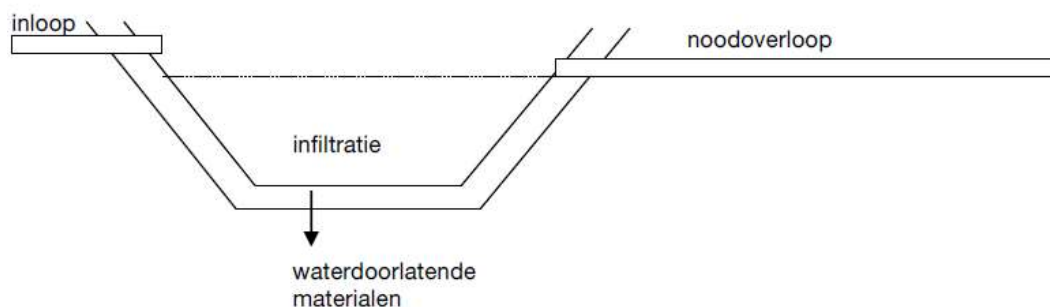 inloop
noodoverloop
infiltratie
waterdoorlatende
materialen